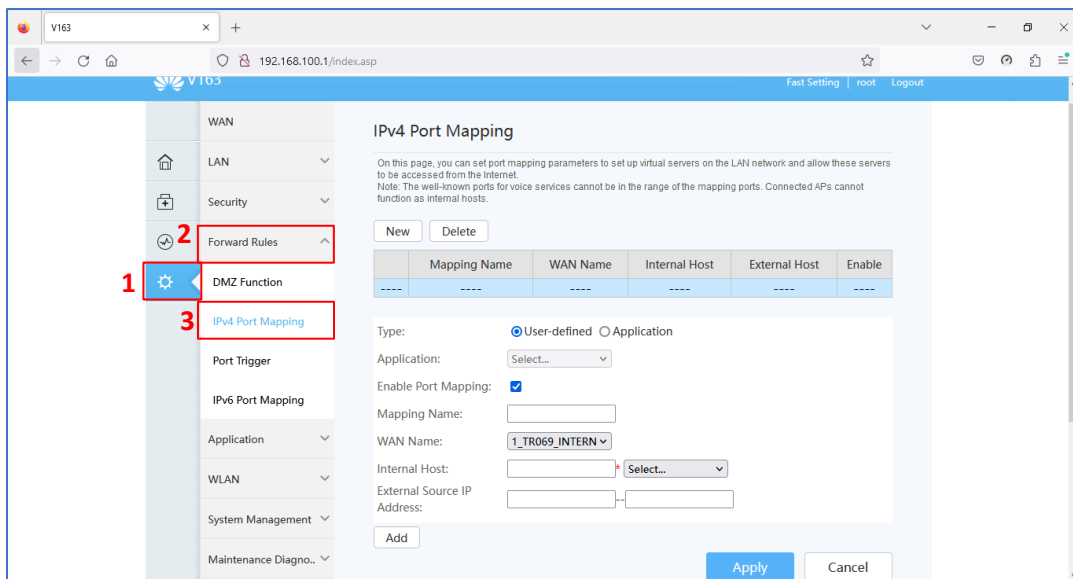 V163
192.168.100.1/index.asp
V163
Fast Setting | root Logout
WAN
LAN
Security
2 Forward Rules
1
DMZ Function
3 IPv4 Port Mapping
Port Trigger
IPv6 Port Mapping
Application
WLAN
System Management
Maintenance Diagno..
IPv4 Port Mapping
On this page, you can set port mapping parameters to set up virtual servers on the LAN network and allow these servers
to be accessed from the Internet.
Note: The well-known ports for voice services cannot be in the range of the mapping ports. Connected APs cannot
function as internal hosts.
New Delete
Mapping Name WAN Name Internal Host External Host Enable
---- ---- ---- ---- ---- ----
Type: User-defined Application
Application: Select...
Enable Port Mapping:
Mapping Name:
WAN Name: 1_TR069_INTERN
Internal Host: * Select...
External Source IP
Address: --
Add
Apply Cancel